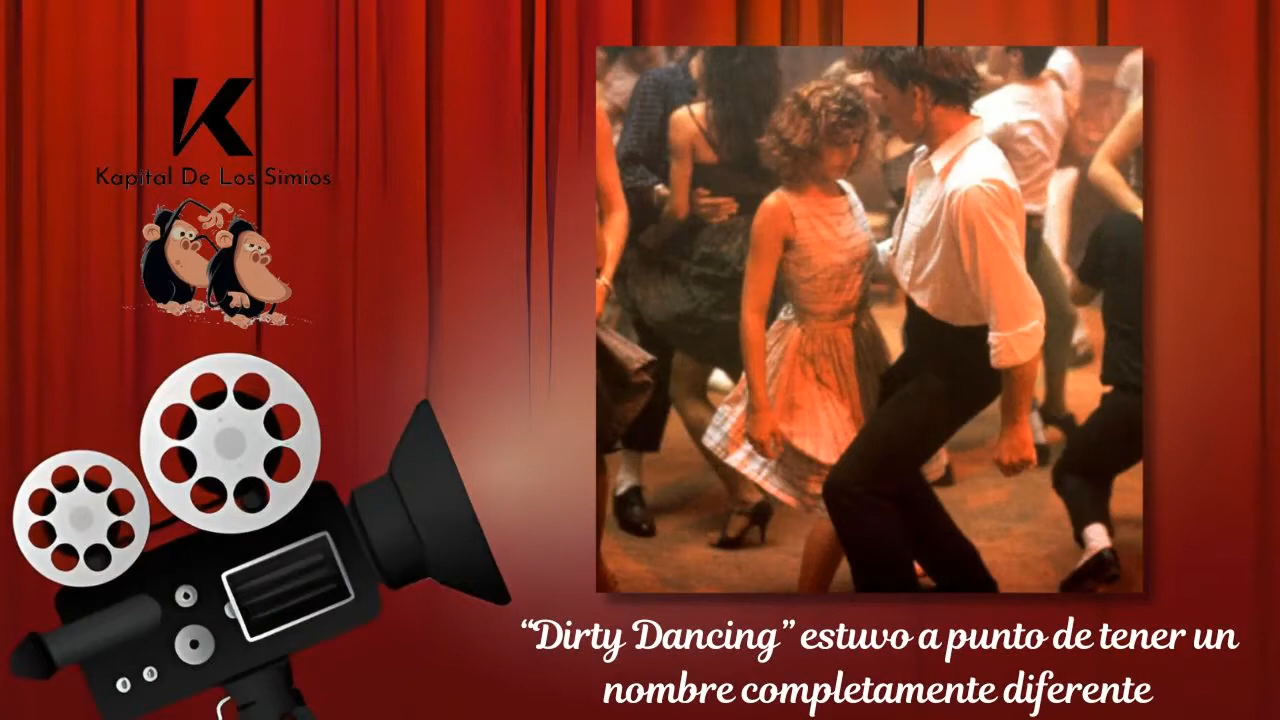 K
Kapital De Los Simios
“Dirty Dancing” estuvo a punto de tener un
nombre completamente diferente